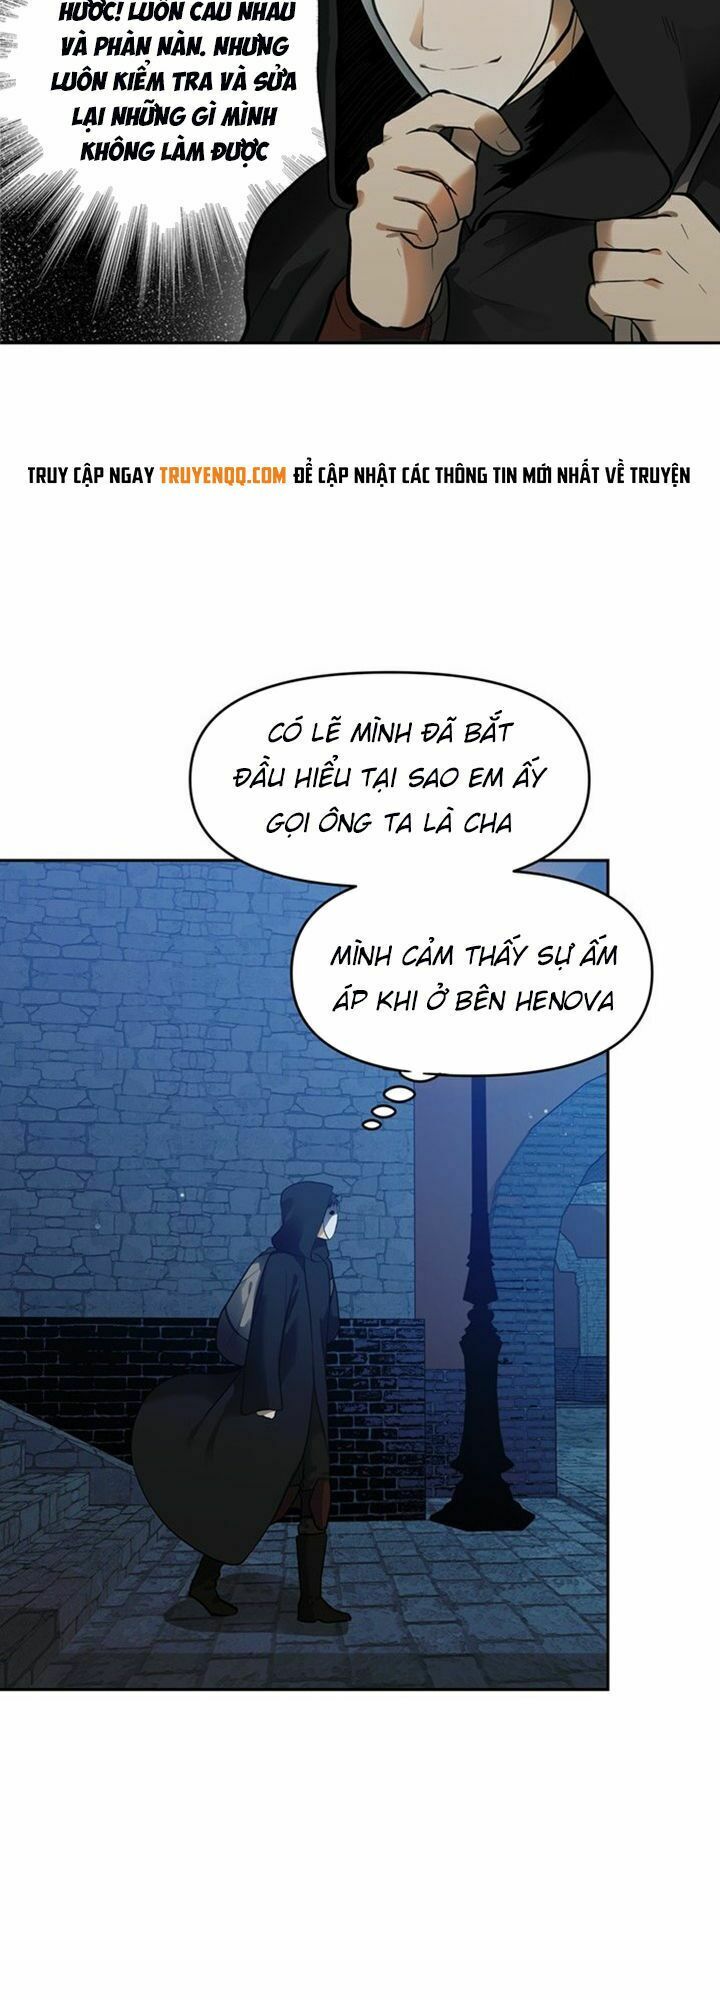 HƯỚC! LUÔN CAU NHAU
VÀ PHÀN NÀN. NHƯNG
LUÔN KIỂM TRA VÀ SỬA
LẠI NHỮNG GÌ MÌNH
KHÔNG LÀM ĐƯỢC
TRUY CẬP NGAY TRUYENQQ.COM ĐỂ CẬP NHẬT CÁC THÔNG TIN MỚI NHẤT VỀ TRUYỆN
CÓ LẼ MÌNH ĐÃ BẮT
ĐẦU HIỂU TẠI SAO EM ẤY
GỌI ÔNG TA LÀ CHA
MÌNH CẢM THẤY SỰ ẤM
ÁP KHI Ở BÊN HENOVA